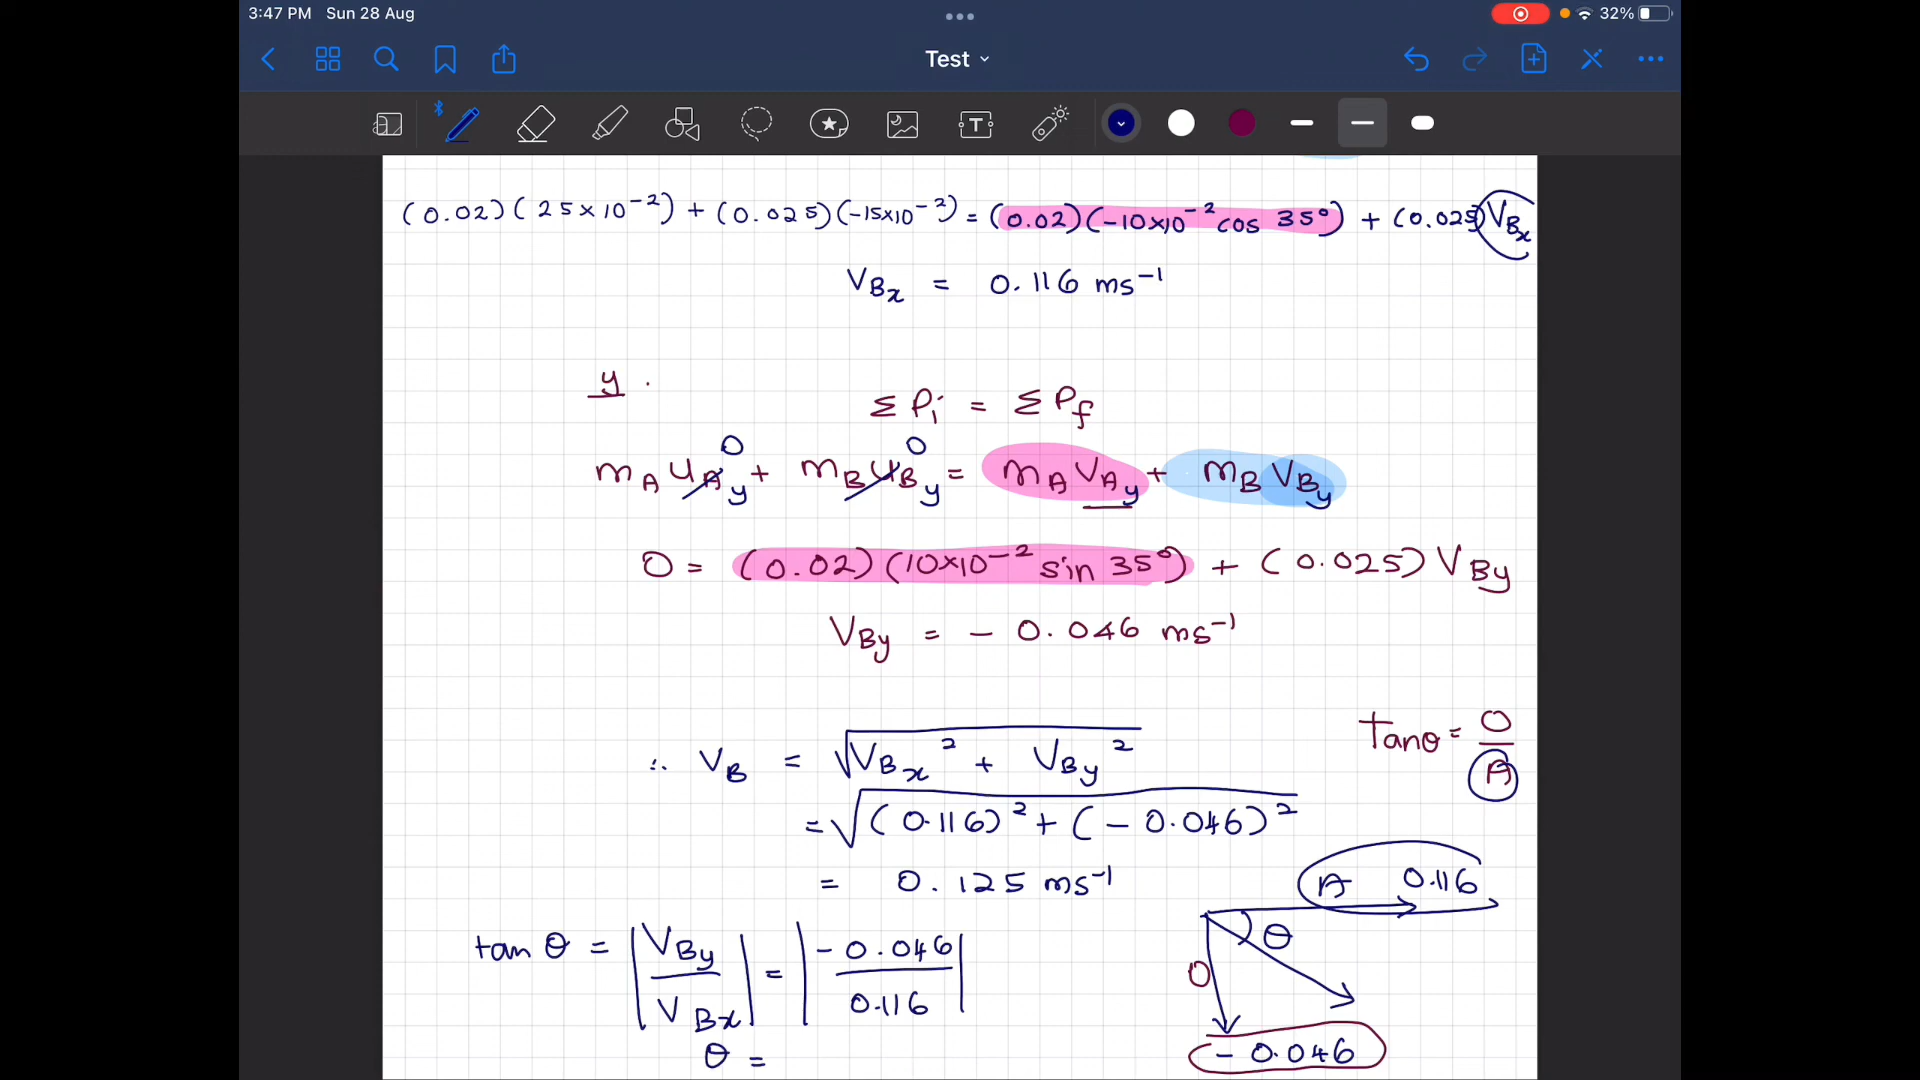 3:47 PM Sun 28 Aug
32%
Test
T
(0.02)(25×10⁻²) + (0.025)(-15×10⁻²) = (0.02)(-10×10⁻² cos 35°) + (0.025)V_Bx
V_Bx = 0.116 ms⁻¹
y
Σ Pi = Σ Pf
0 0
m_A u_Ay + m_B u_By = m_A V_Ay + m_B V_By
0 = (0.02)(10×10⁻² sin 35°) + (0.025) V_By
V_By = - 0.046 ms⁻¹
tanθ = O/A
∴ V_B = √V_Bx² + V_By²
= √(0.116)² + (-0.046)²
= 0.125 ms⁻¹
A 0.116
θ
O
- 0.046
tan θ = |V_By / V_Bx| = |-0.046 / 0.116|
θ =